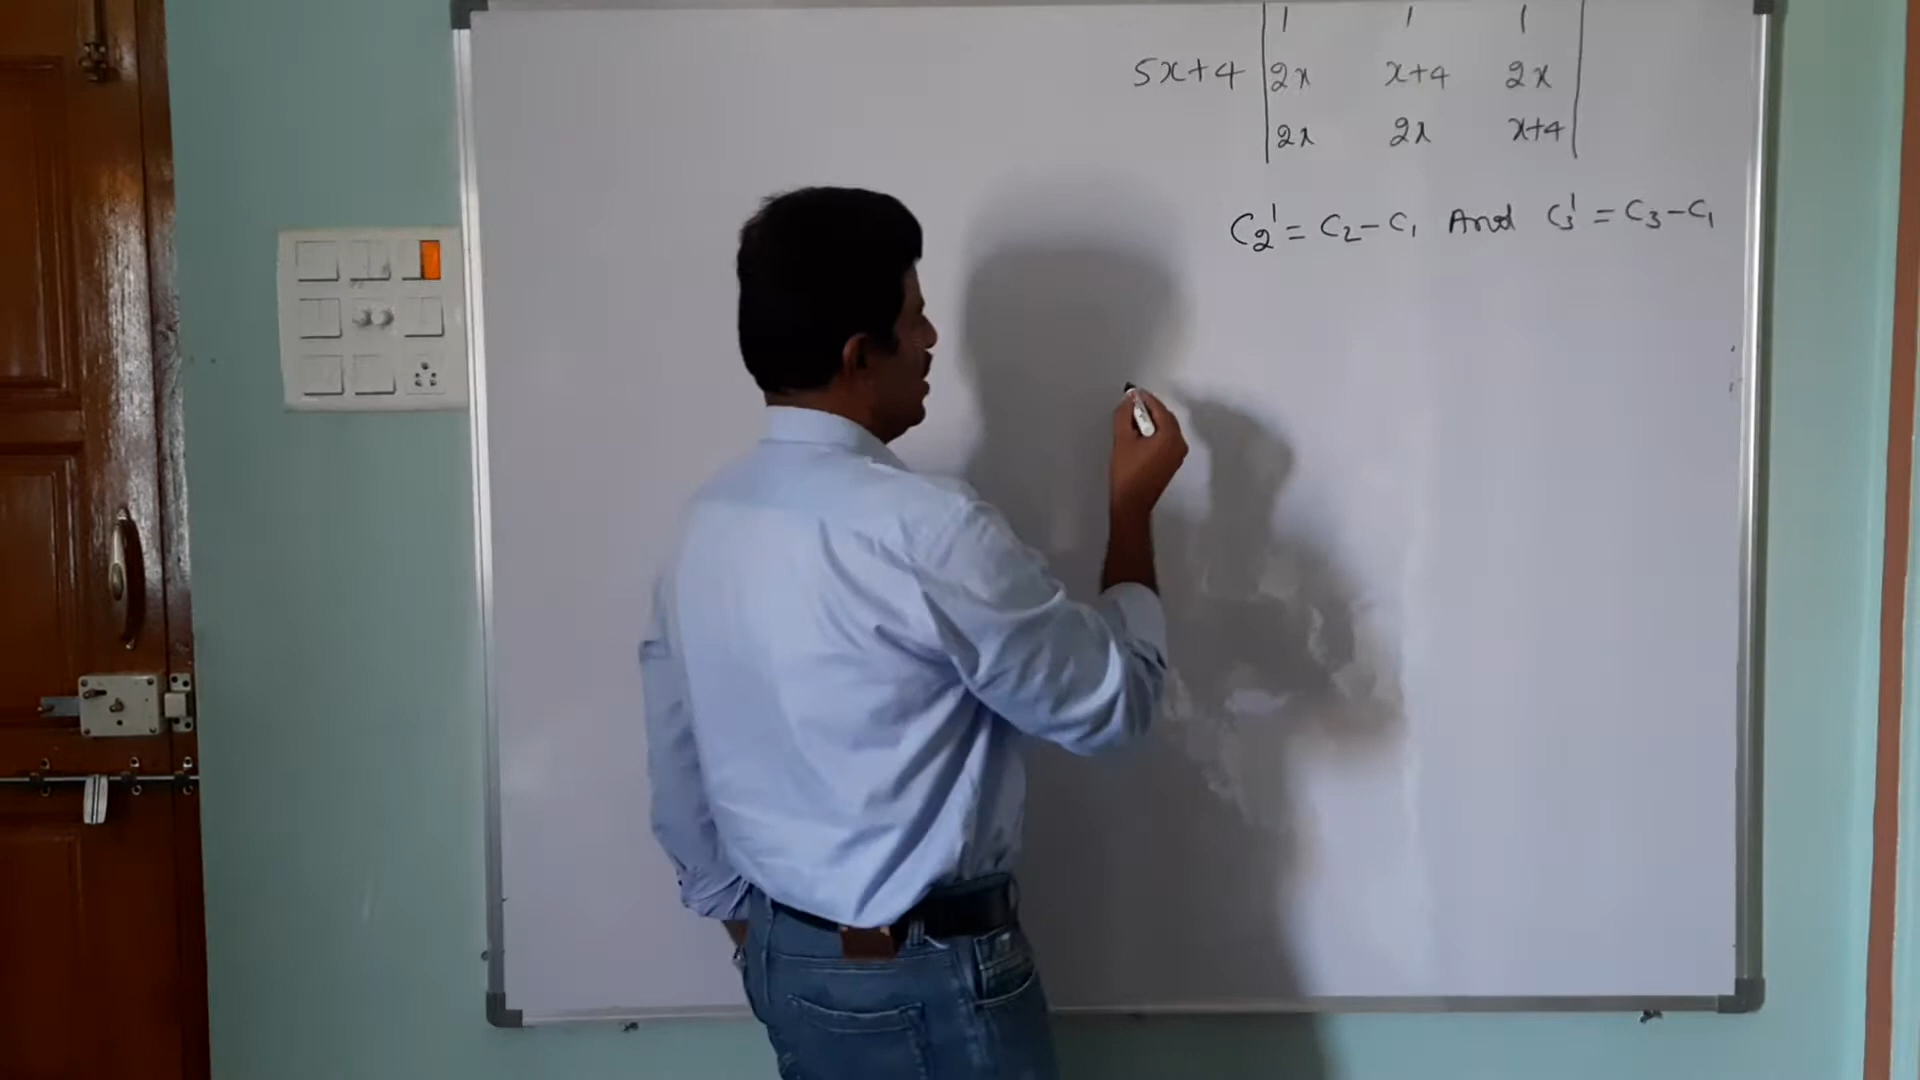 1 1 1
5x+4 2x x+4 2x
2x 2x x+4
C2' = C2-C1 And C3' = C3-C1